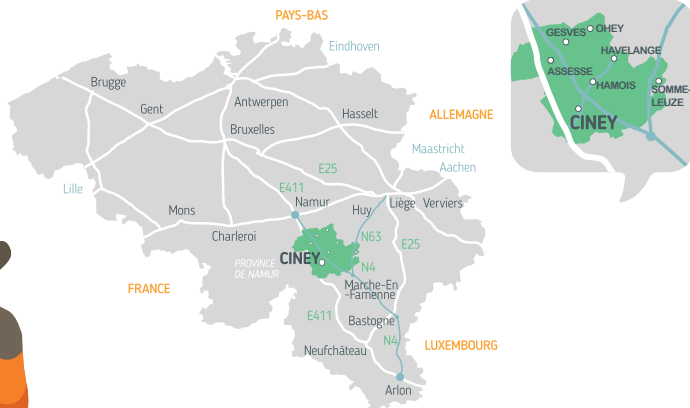 PAYS-BAS
Eindhoven
Brugge
Antwerpen
Gent
Hasselt
ALLEMAGNE
Bruxelles
Maastricht
Aachen
E25
Lille
E411
Namur
Huy
Liège
Verviers
Mons
Charleroi
N63
E25
CINEY
PROVINCE
DE NAMUR
N4
FRANCE
Marche-En
-Famenne
E411
Bastogne
N4
LUXEMBOURG
Neufchâteau
Arlon
GESVES
OHEY
HAVELANGE
ASSESSE
HAMOIS
SOMME-
LEUZE
CINEY